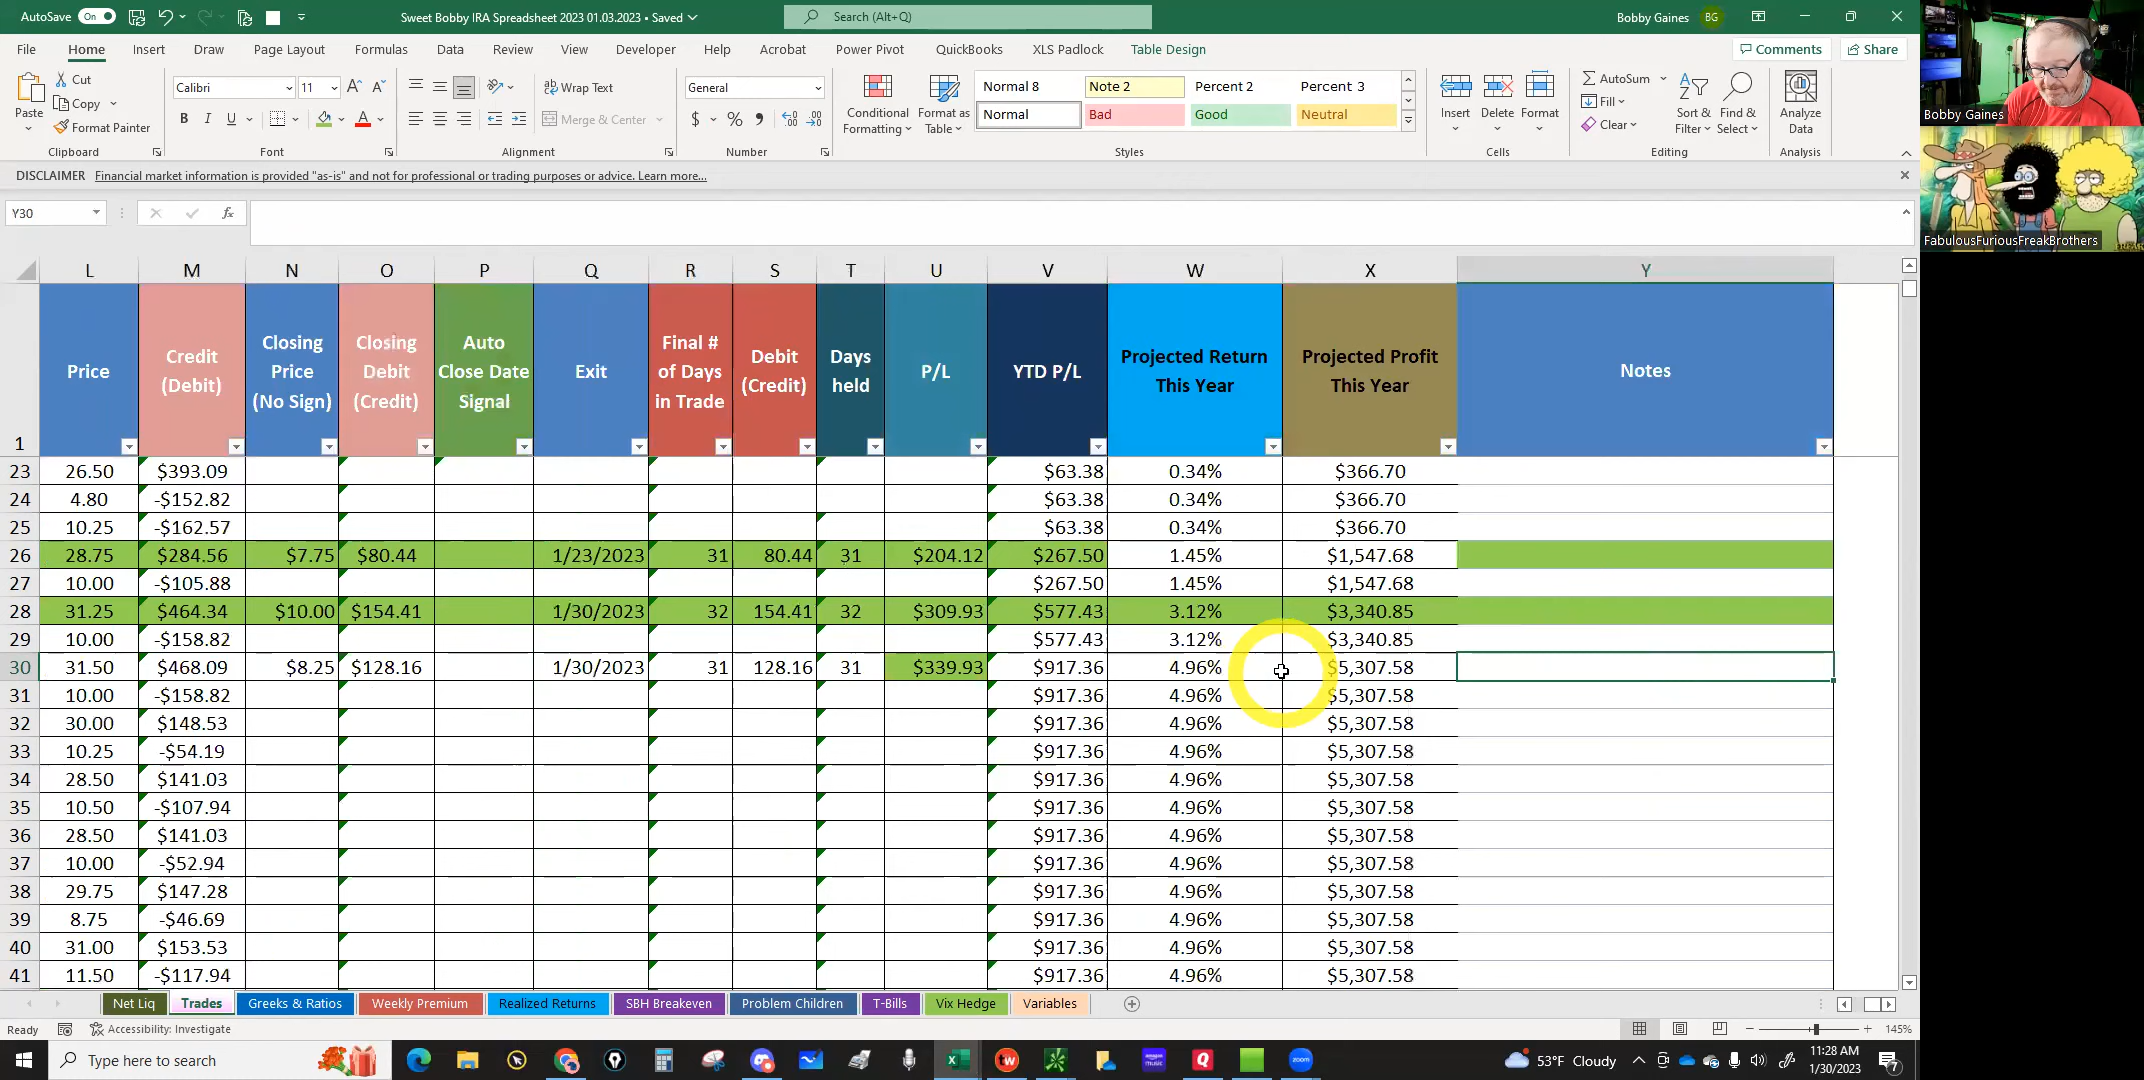 AutoSave On Sweet Bobby IRA Spreadsheet 2023 01.03.2023 • Saved Search (Alt+Q) Bobby Gaines BG
File Home Insert Draw Page Layout Formulas Data Review View Developer Help Acrobat Power Pivot QuickBooks XLS Padlock Table Design Comments Share
Paste Cut Copy Format Painter Clipboard
Calibri 11 B I U Font
Wrap Text Merge & Center Alignment
General $ % Number
Conditional Formatting Format as Table Normal 8 Note 2 Percent 2 Percent 3
Normal Bad Good Neutral Styles
Insert Delete Format Cells
AutoSum Fill Clear Sort & Filter Find & Select Editing
Analyze Data Analysis
DISCLAIMER Financial market information is provided "as-is" and not for professional or trading purposes or advice. Learn more...
Y30 fx
L M N O P Q R S T U V W X Y
1 Price Credit (Debit) Closing Price (No Sign) Closing Debit (Credit) Auto Close Date Signal Exit Final # of Days in Trade Debit (Credit) Days held P/L YTD P/L Projected Return This Year Projected Profit This Year Notes
23 26.50 $393.09 $63.38 0.34% $366.70
24 4.80 -$152.82 $63.38 0.34% $366.70
25 10.25 -$162.57 $63.38 0.34% $366.70
26 28.75 $284.56 $7.75 $80.44 1/23/2023 31 80.44 31 $204.12 $267.50 1.45% $1,547.68
27 10.00 -$105.88 $267.50 1.45% $1,547.68
28 31.25 $464.34 $10.00 $154.41 1/30/2023 32 154.41 32 $309.93 $577.43 3.12% $3,340.85
29 10.00 -$158.82 $577.43 3.12% $3,340.85
30 31.50 $468.09 $8.25 $128.16 1/30/2023 31 128.16 31 $339.93 $917.36 4.96% $5,307.58
31 10.00 -$158.82 $917.36 4.96% $5,307.58
32 30.00 $148.53 $917.36 4.96% $5,307.58
33 10.25 -$54.19 $917.36 4.96% $5,307.58
34 28.50 $141.03 $917.36 4.96% $5,307.58
35 10.50 -$107.94 $917.36 4.96% $5,307.58
36 28.50 $141.03 $917.36 4.96% $5,307.58
37 10.00 -$52.94 $917.36 4.96% $5,307.58
38 29.75 $147.28 $917.36 4.96% $5,307.58
39 8.75 -$46.69 $917.36 4.96% $5,307.58
40 31.00 $153.53 $917.36 4.96% $5,307.58
41 11.50 -$117.94 $917.36 4.96% $5,307.58
Net Liq Trades Greeks & Ratios Weekly Premium Realized Returns SBH Breakeven Problem Children T-Bills Vix Hedge Variables
Ready Accessibility: Investigate 145%
Type here to search 53°F Cloudy 11:28 AM
1/30/2023
Bobby Gaines
FabulousFuriousFreakBrothers